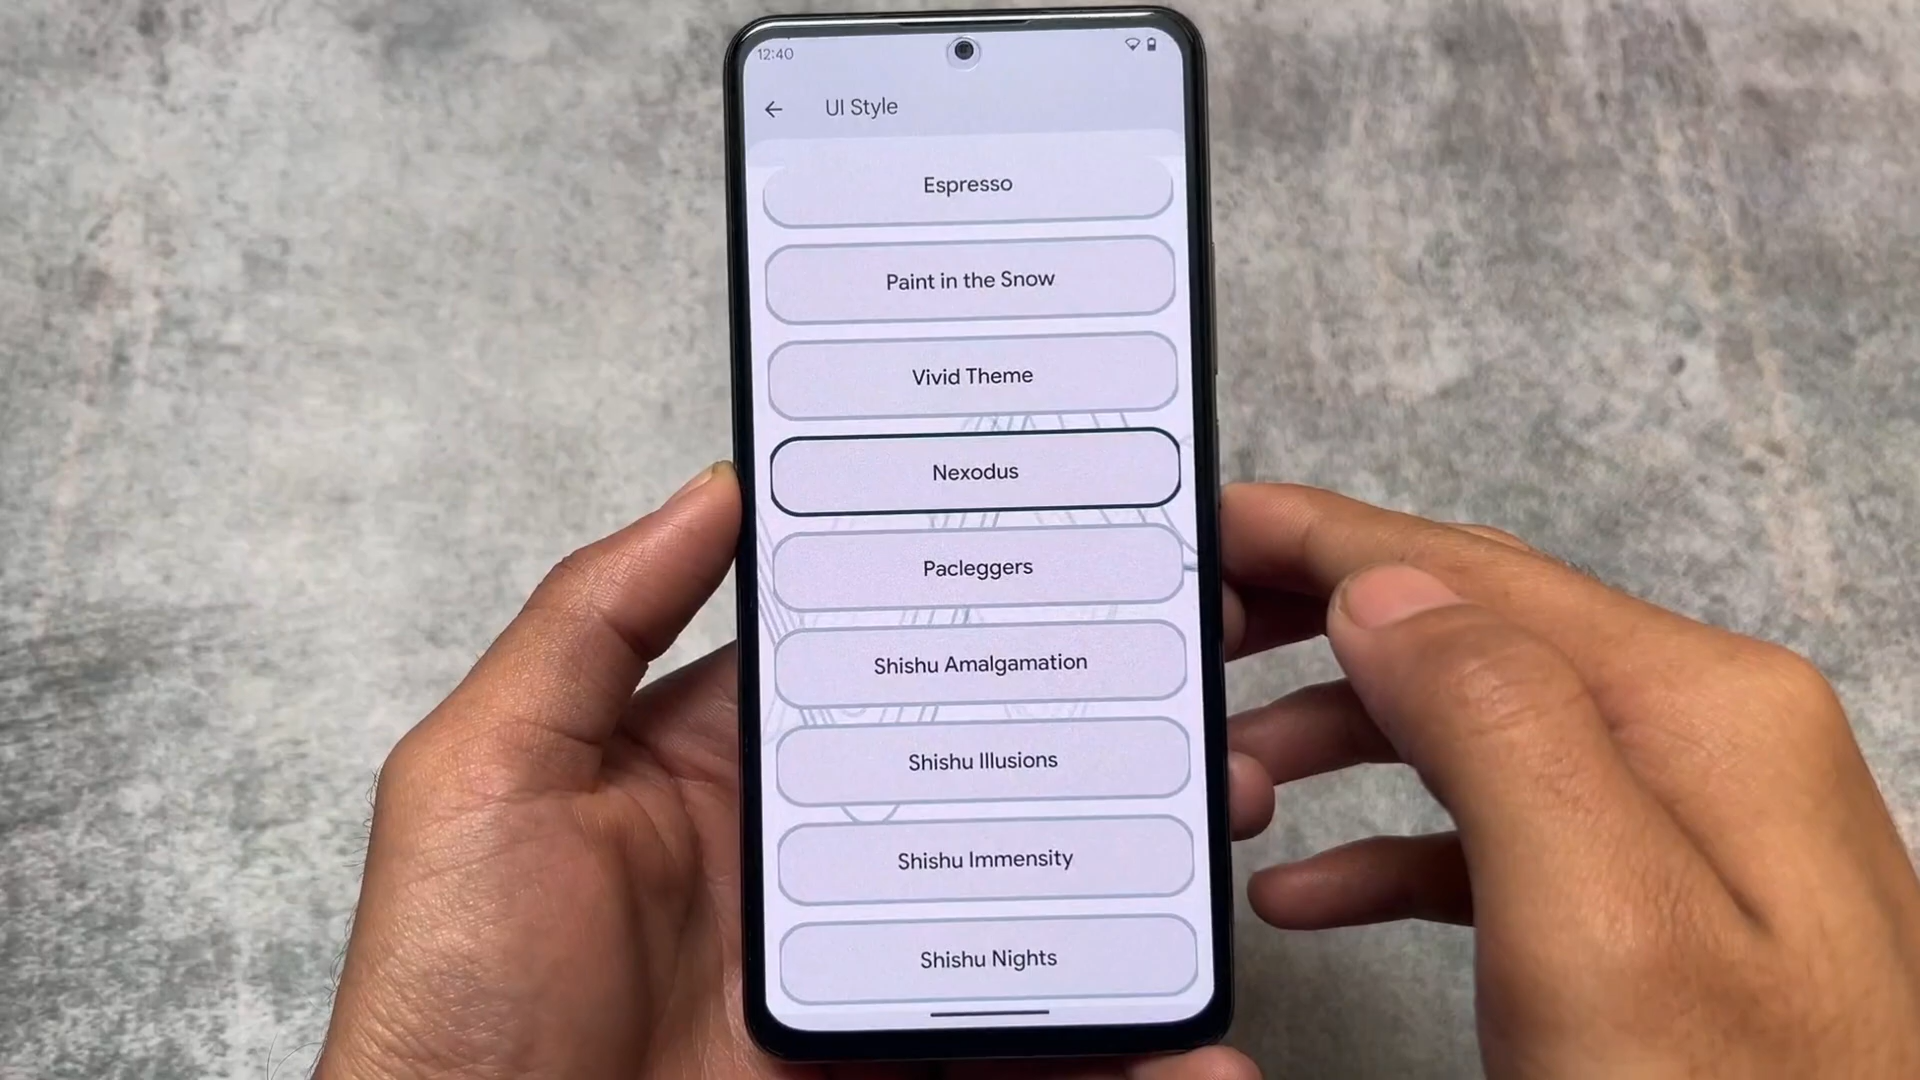 12:40
UI Style
Espresso
Paint in the Snow
Vivid Theme
Nexodus
Pacleggers
Shishu Amalgamation
Shishu Illusions
Shishu Immensity
Shishu Nights